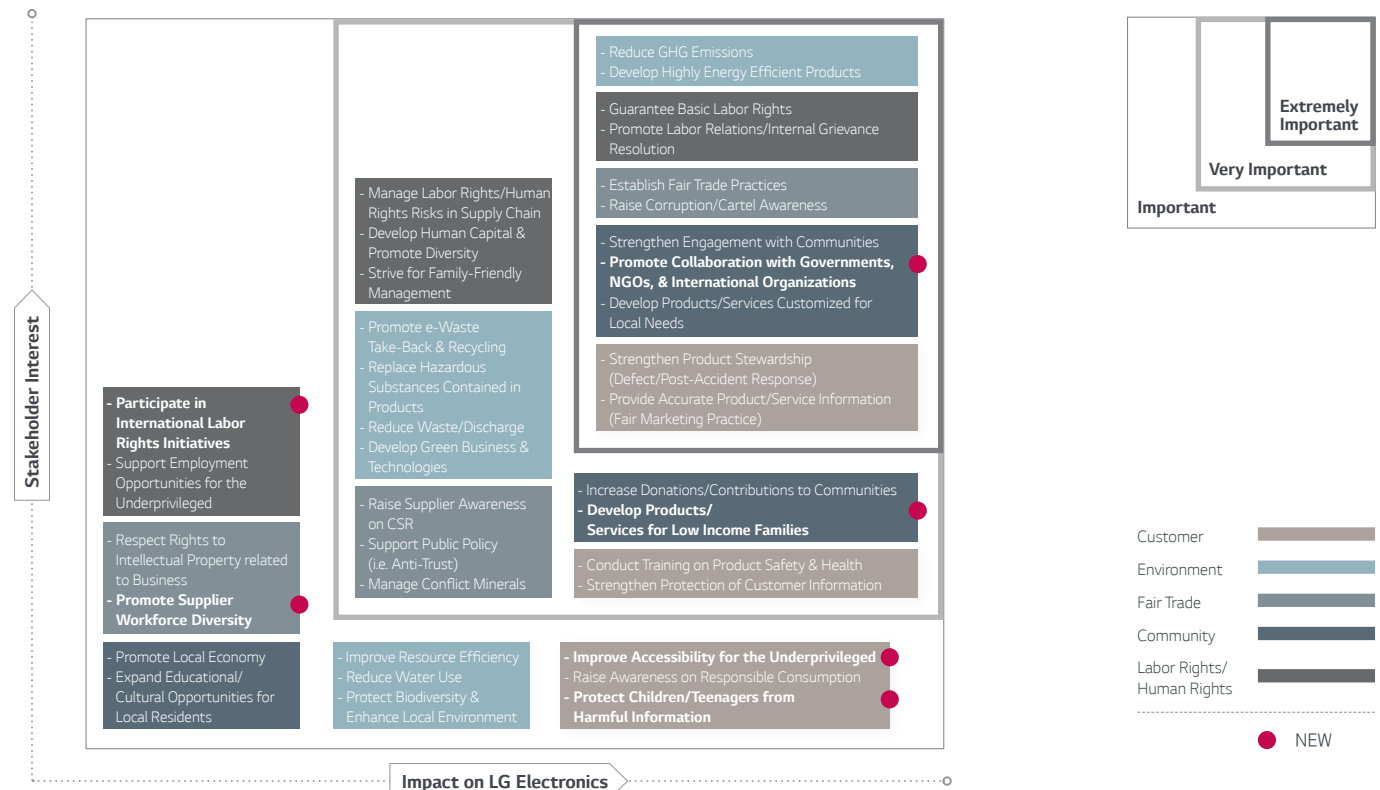 Stakeholder Interest
- Reduce GHG Emissions
- Develop Highly Energy Efficient Products
- Guarantee Basic Labor Rights
- Promote Labor Relations/Internal Grievance
Resolution
- Establish Fair Trade Practices
- Raise Corruption/Cartel Awareness
- Strengthen Engagement with Communities
- Promote Collaboration with Governments,
NGOs, & International Organizations
- Develop Products/Services Customized for
Local Needs
- Strengthen Product Stewardship
(Defect/Post-Accident Response)
- Provide Accurate Product/Service Information
(Fair Marketing Practice)
- Manage Labor Rights/Human
Rights Risks in Supply Chain
- Develop Human Capital &
Promote Diversity
- Strive for Family-Friendly
Management
- Promote e-Waste
Take-Back & Recycling
- Replace Hazardous
Substances Contained in
Products
- Reduce Waste/Discharge
- Develop Green Business &
Technologies
- Raise Supplier Awareness
on CSR
- Support Public Policy
(i.e. Anti-Trust)
- Manage Conflict Minerals
- Increase Donations/Contributions to Communities
- Develop Products/
Services for Low Income Families
- Conduct Training on Product Safety & Health
- Strengthen Protection of Customer Information
- Participate in
International Labor
Rights Initiatives
- Support Employment
Opportunities for the
Underprivileged
- Respect Rights to
Intellectual Property related
to Business
- Promote Supplier
Workforce Diversity
- Promote Local Economy
- Expand Educational/
Cultural Opportunities for
Local Residents
- Improve Resource Efficiency
- Reduce Water Use
- Protect Biodiversity &
Enhance Local Environment
- Improve Accessibility for the Underprivileged
- Raise Awareness on Responsible Consumption
- Protect Children/Teenagers from
Harmful Information
Impact on LG Electronics
Extremely
Important
Very Important
Important
Customer
Environment
Fair Trade
Community
Labor Rights/
Human Rights
NEW